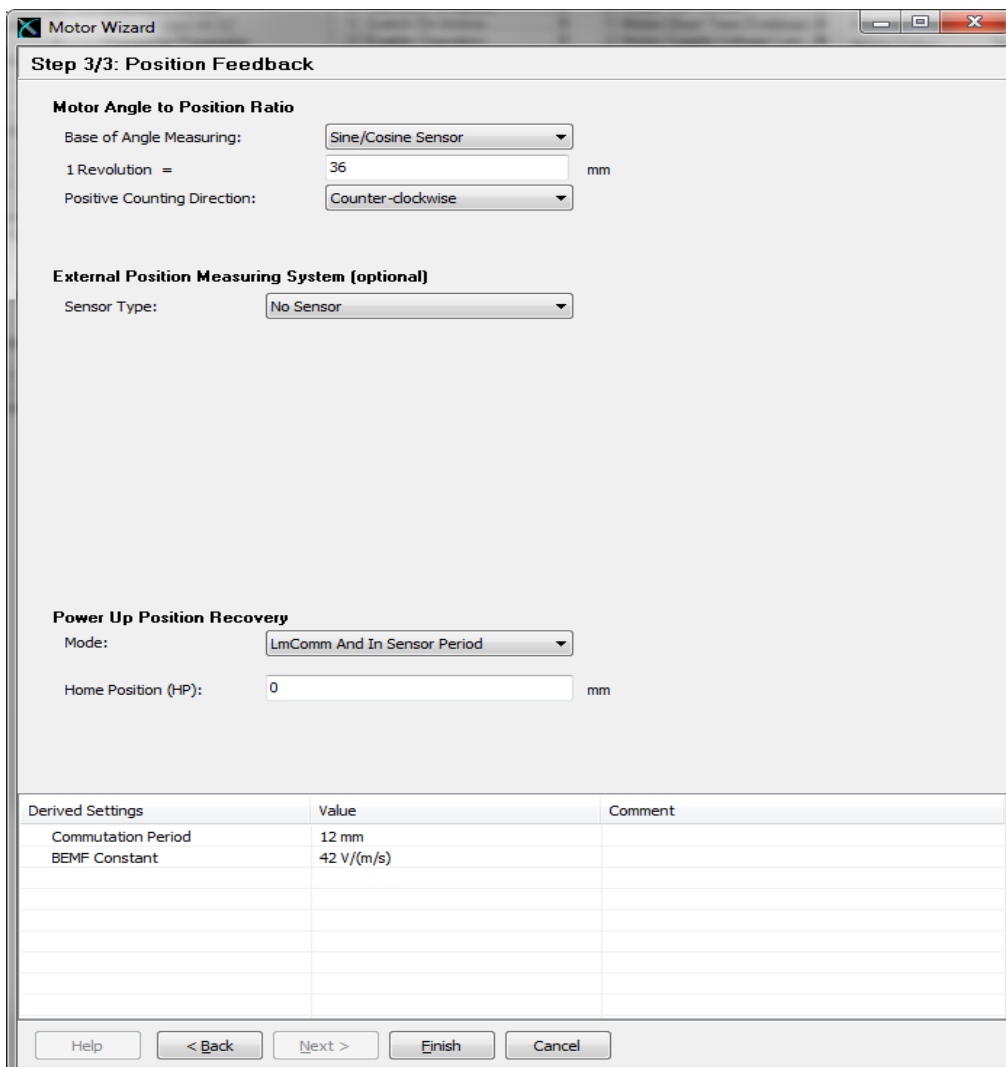 Motor Wizard
Step 3/3: Position Feedback
Motor Angle to Position Ratio
Base of Angle Measuring: Sine/Cosine Sensor
1 Revolution = 36 mm
Positive Counting Direction: Counter-clockwise
External Position Measuring System (optional)
Sensor Type: No Sensor
Power Up Position Recovery
Mode: LmComm And In Sensor Period
Home Position (HP): 0 mm
Derived Settings Value Comment
Commutation Period 12 mm
BEMF Constant 42 V/(m/s)
Help < Back Next > Finish Cancel